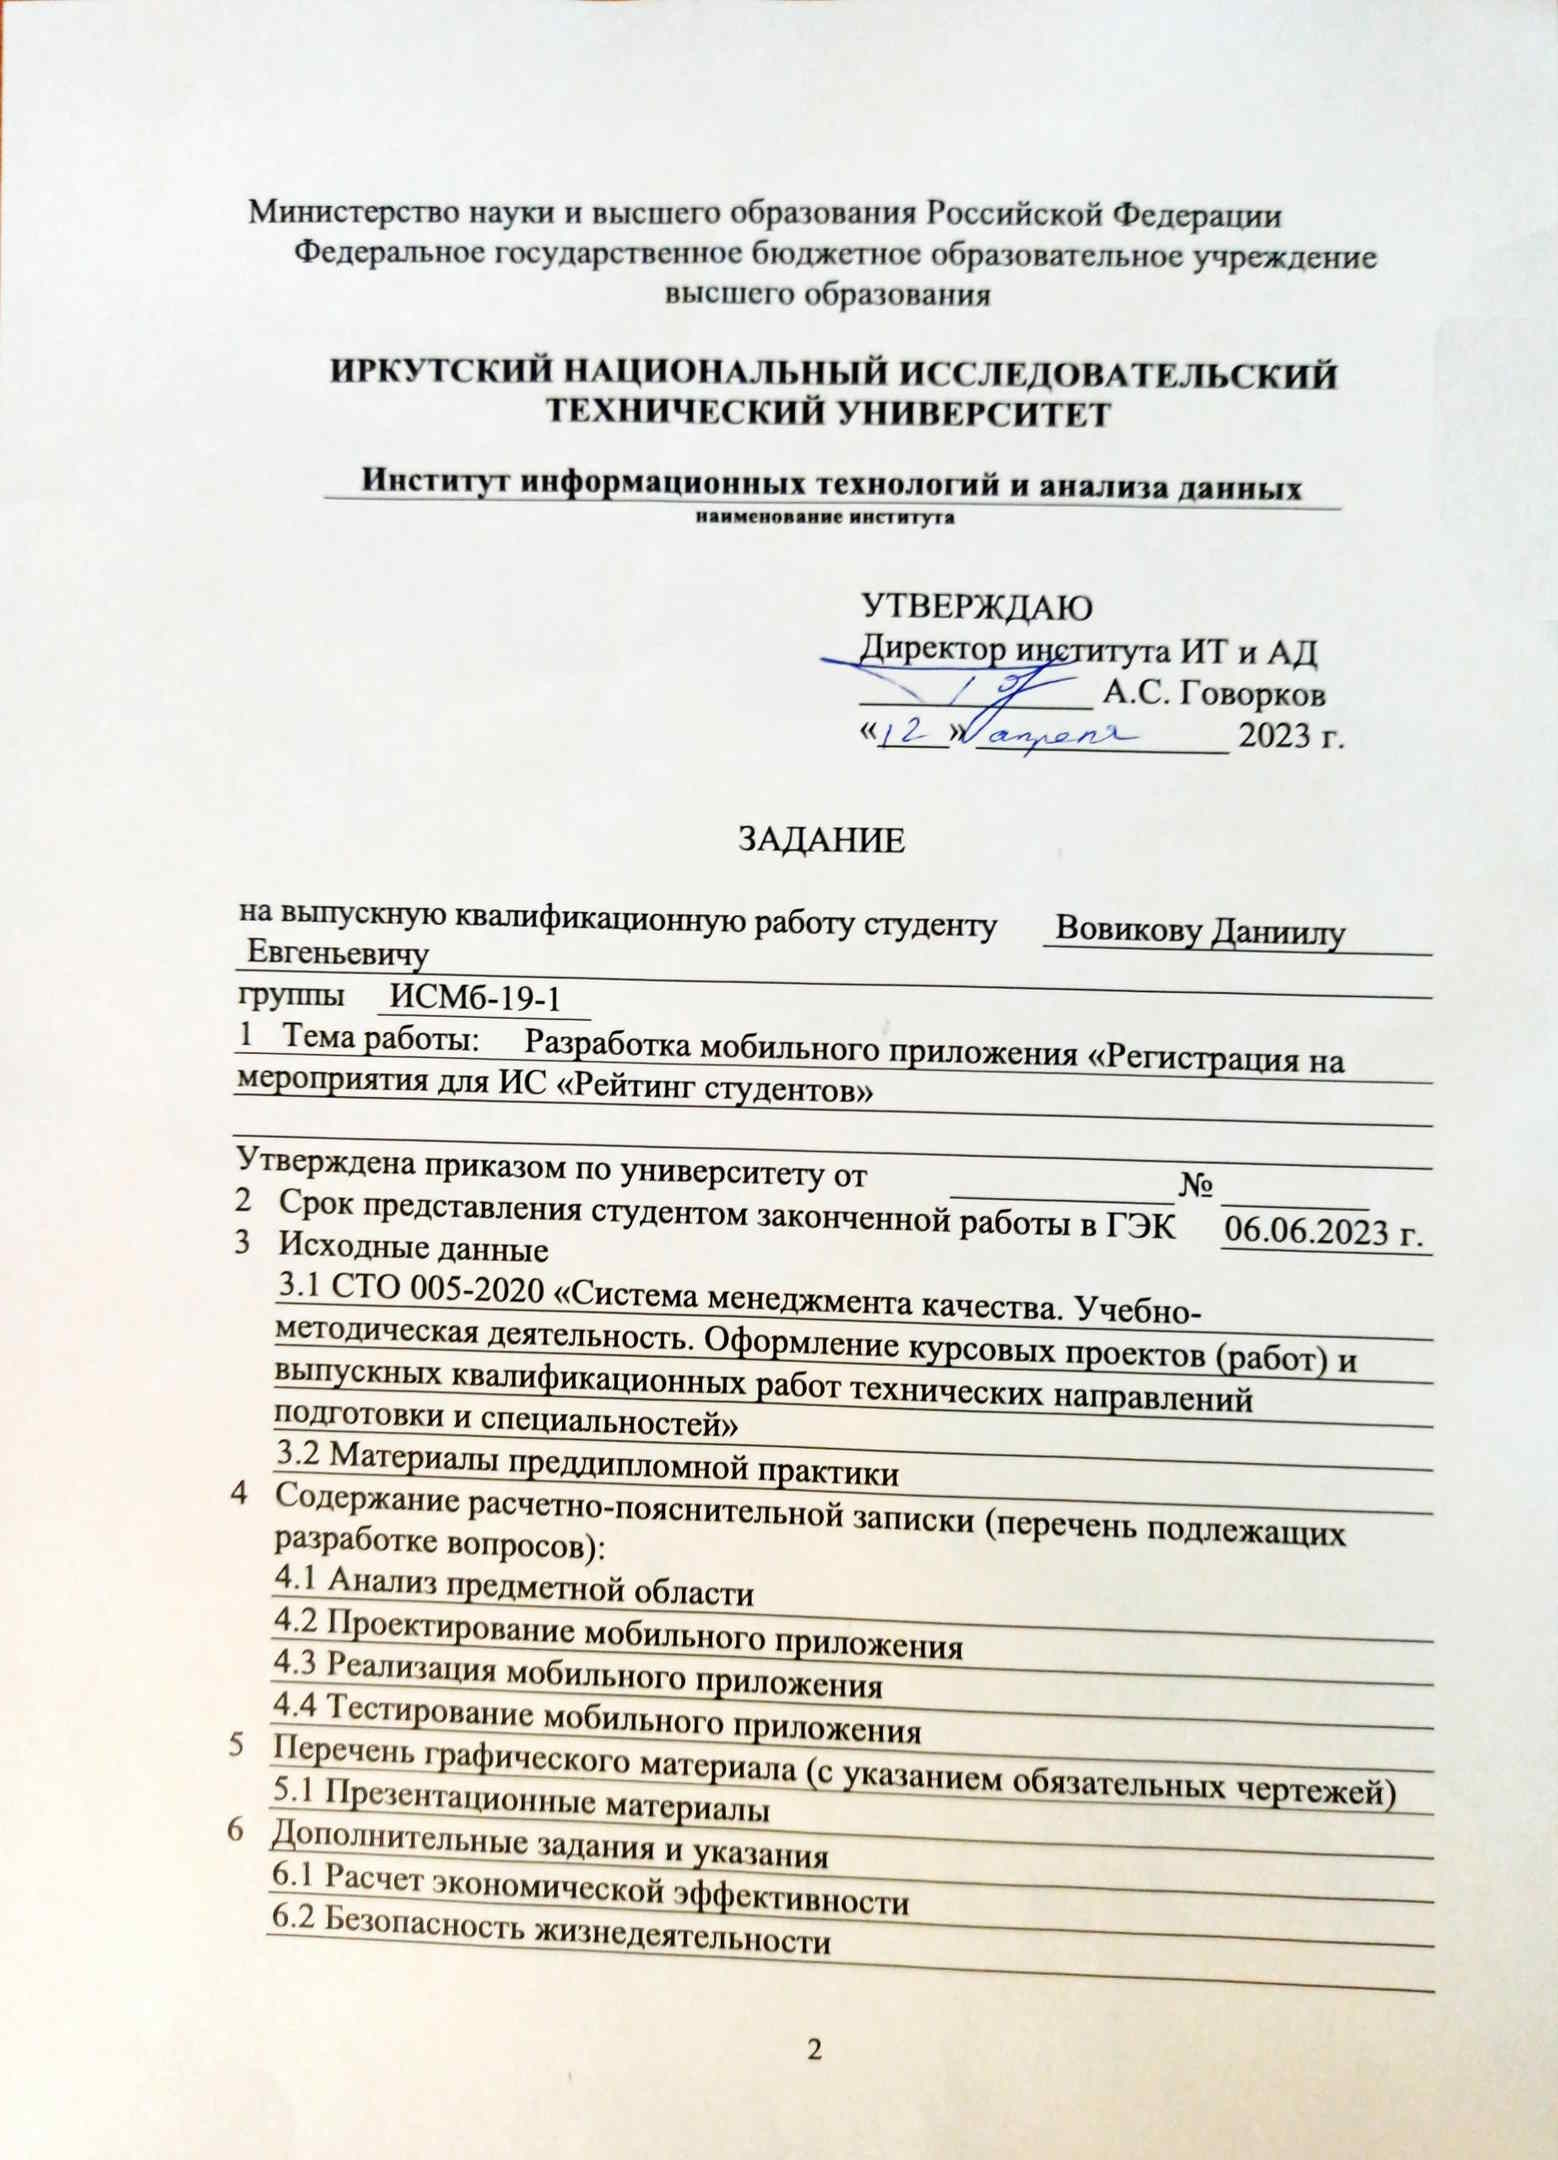 Министерство науки и высшего образования Российской Федерации
Федеральное государственное бюджетное образовательное учреждение
высшего образования
ИРКУТСКИЙ НАЦИОНАЛЬНЫЙ ИССЛЕДОВАТЕЛЬСКИЙ
ТЕХНИЧЕСКИЙ УНИВЕРСИТЕТ
Институт информационных технологий и анализа данных
наименование института
УТВЕРЖДАЮ
Директор института ИТ и АД
А.С. Говорков
«12» апреля 2023 г.
ЗАДАНИЕ
на выпускную квалификационную работу студенту Вовикову Даниилу
Евгеньевичу
группы ИСМб-19-1
1 Тема работы: Разработка мобильного приложения «Регистрация на
мероприятия для ИС «Рейтинг студентов»
Утверждена приказом по университету от №
2 Срок представления студентом законченной работы в ГЭК 06.06.2023 г.
3 Исходные данные
3.1 СТО 005-2020 «Система менеджмента качества. Учебно-
методическая деятельность. Оформление курсовых проектов (работ) и
выпускных квалификационных работ технических направлений
подготовки и специальностей»
3.2 Материалы преддипломной практики
4 Содержание расчетно-пояснительной записки (перечень подлежащих
разработке вопросов):
4.1 Анализ предметной области
4.2 Проектирование мобильного приложения
4.3 Реализация мобильного приложения
4.4 Тестирование мобильного приложения
5 Перечень графического материала (с указанием обязательных чертежей)
5.1 Презентационные материалы
6 Дополнительные задания и указания
6.1 Расчет экономической эффективности
6.2 Безопасность жизнедеятельности
2